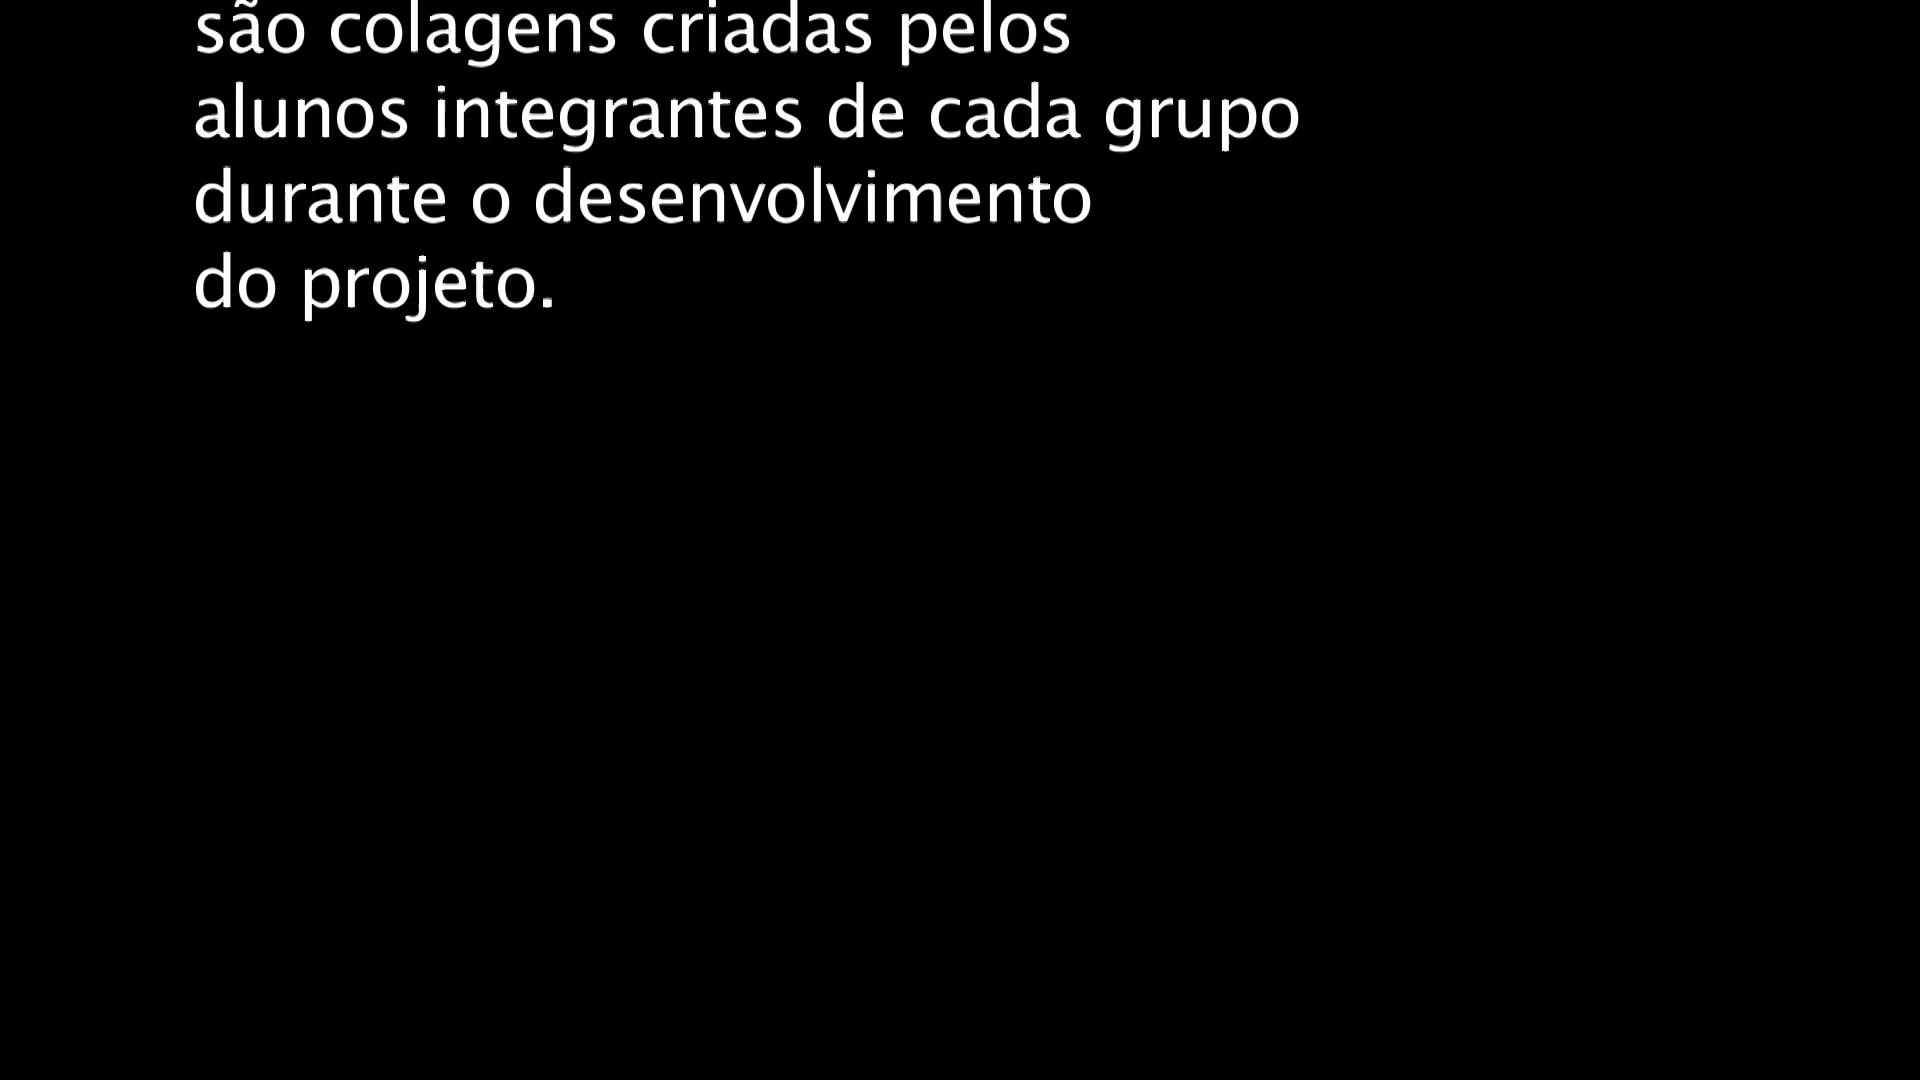 são colagens criadas pelos
alunos integrantes de cada grupo
durante o desenvolvimento
do projeto.